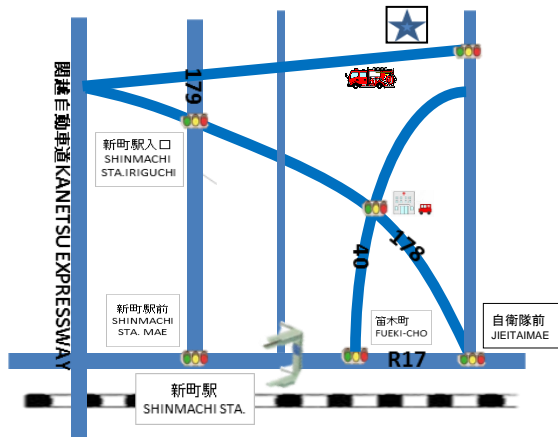 関越自動車道 KANETSU EXPRESSWAY
179
新町駅入口
SHINMACHI
STA.IRIGUCHI
178
40
新町駅前
SHINMACHI
STA. MAE
笛木町
FUEKI-CHO
自衛隊前
JIEITAIMAE
R17
新町駅
SHINMACHI STA.